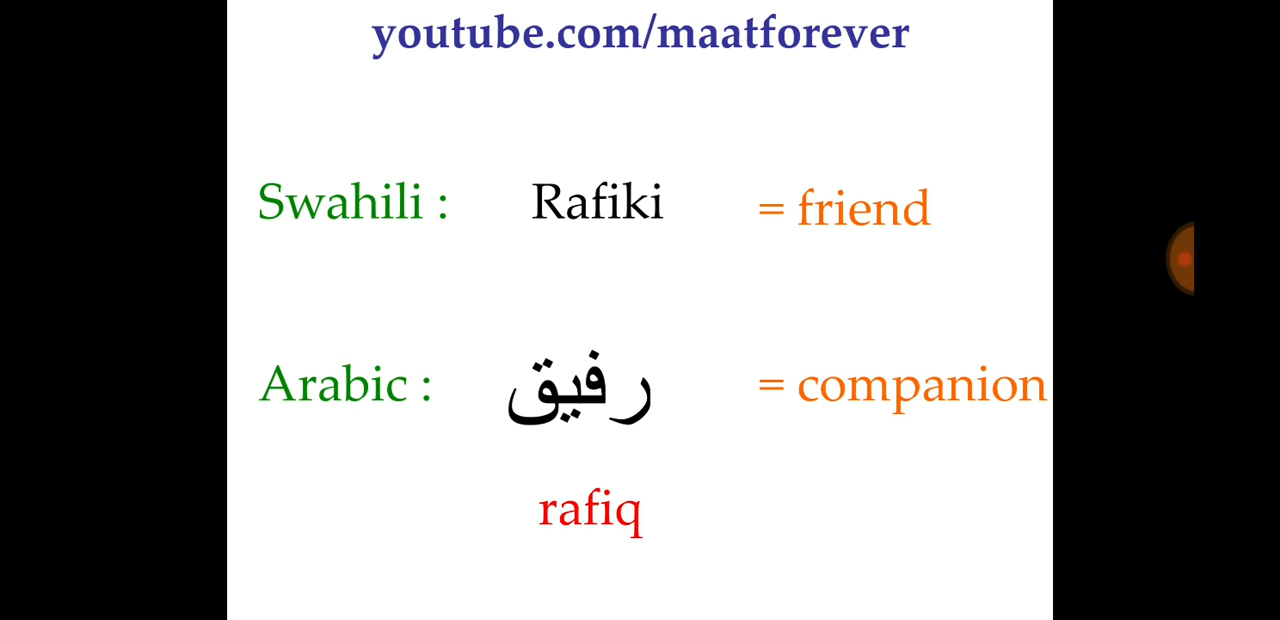 youtube.com/maatforever
Swahili : Rafiki = friend
Arabic : رفيق = companion
rafiq